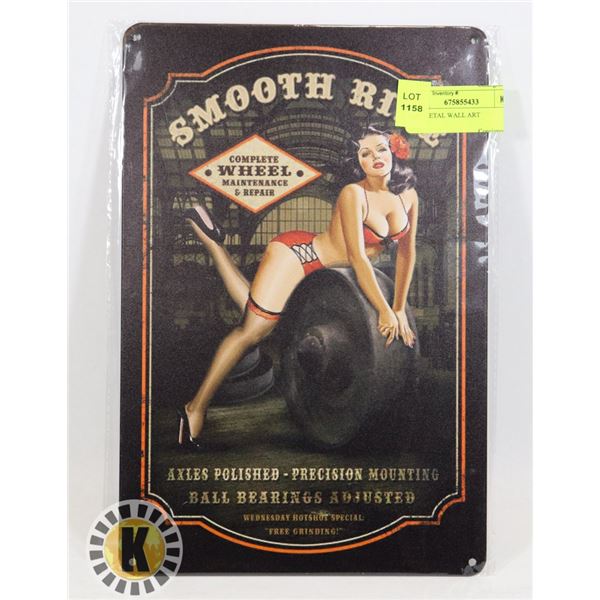 SMOOTH
LOT
1158
Inventory #
675855433
K
ETAL WALL ART
COMPLETE
WHEEL
MAINTENANCE
& REPAIR
AXLES POLISHED - PRECISION MOUNTING
BALL BEARINGS ADJUSTED
WEDNESDAY HOTSHOT SPECIAL:
"FREE GRINDING!"
K